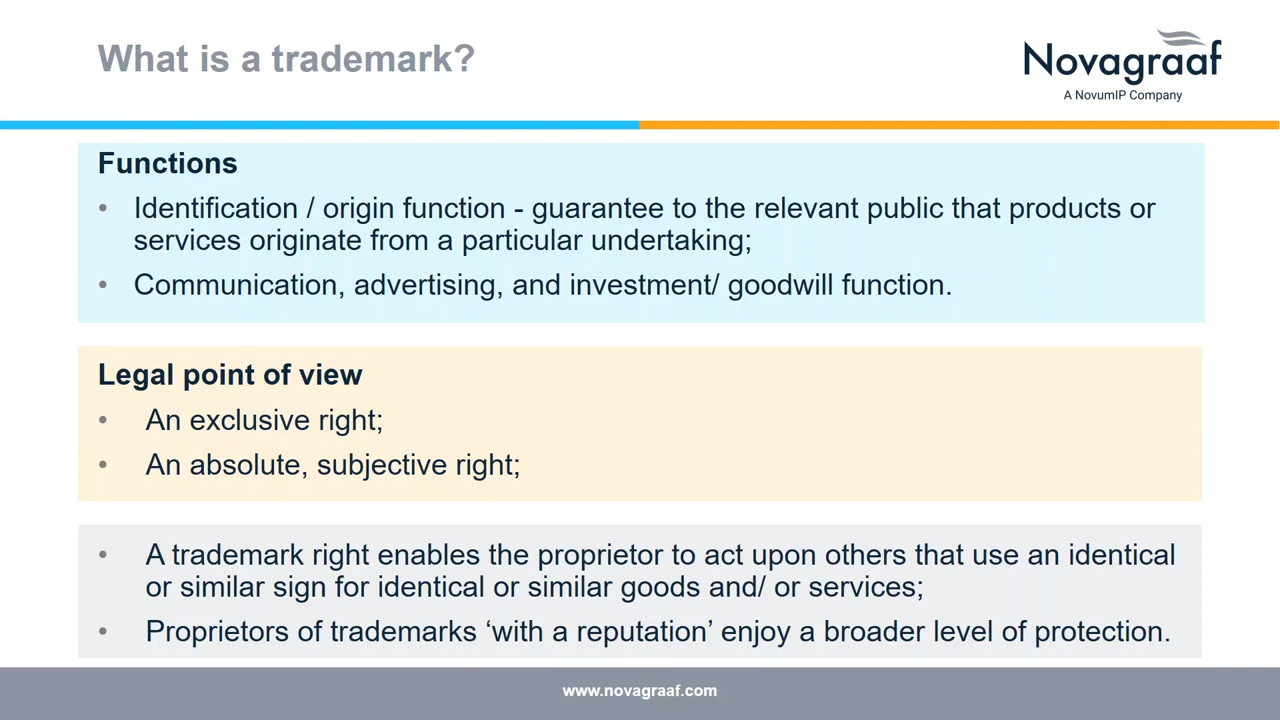 What is a trademark?
Novagraaf
A NovumIP Company
Functions
• Identification / origin function - guarantee to the relevant public that products or
services originate from a particular undertaking;
• Communication, advertising, and investment/ goodwill function.
Legal point of view
• An exclusive right;
• An absolute, subjective right;
• A trademark right enables the proprietor to act upon others that use an identical
or similar sign for identical or similar goods and/ or services;
• Proprietors of trademarks ‘with a reputation’ enjoy a broader level of protection.
www.novagraaf.com